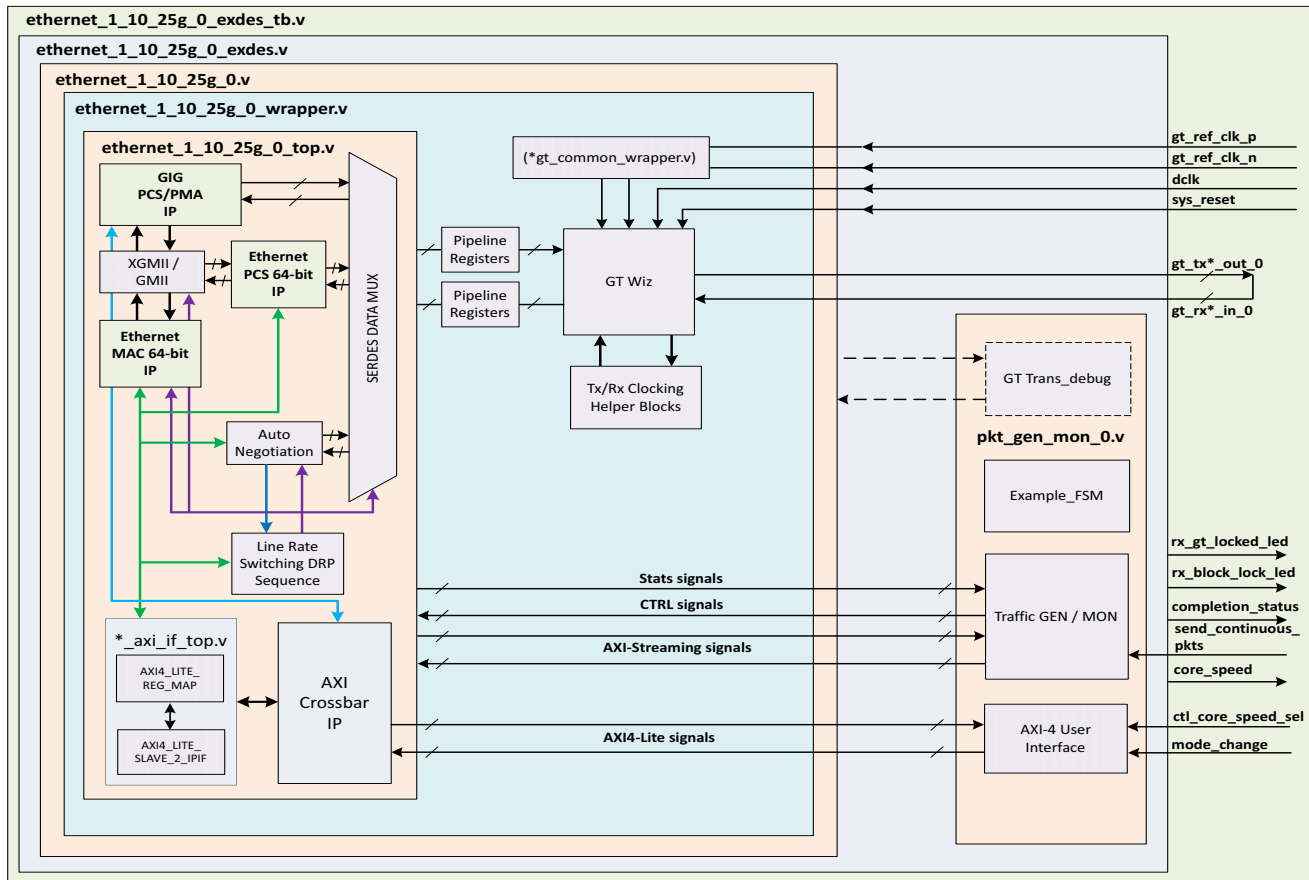 ethernet_1_10_25g_0_exdes_tb.v
ethernet_1_10_25g_0_exdes.v
ethernet_1_10_25g_0.v
ethernet_1_10_25g_0_wrapper.v
ethernet_1_10_25g_0_top.v
GIG
PCS/PMA
IP
XGMII /
GMII
Ethernet
PCS 64-bit
IP
Ethernet
MAC 64-bit
IP
SERDES DATA MUX
Auto
Negotiation
Line Rate
Switching DRP
Sequence
*_axi_if_top.v
AXI4_LITE_
REG_MAP
AXI4_LITE_
SLAVE_2_IPIF
AXI
Crossbar
IP
Pipeline
Registers
Pipeline
Registers
(*gt_common_wrapper.v)
GT Wiz
Tx/Rx Clocking
Helper Blocks
Stats signals
CTRL signals
AXI-Streaming signals
AXI4-Lite signals
GT Trans_debug
pkt_gen_mon_0.v
Example_FSM
Traffic GEN / MON
AXI-4 User
Interface
gt_ref_clk_p
gt_ref_clk_n
dclk
sys_reset
gt_tx*_out_0
gt_rx*_in_0
rx_gt_locked_led
rx_block_lock_led
completion_status
send_continuous_
pkts
core_speed
ctl_core_speed_sel
mode_change